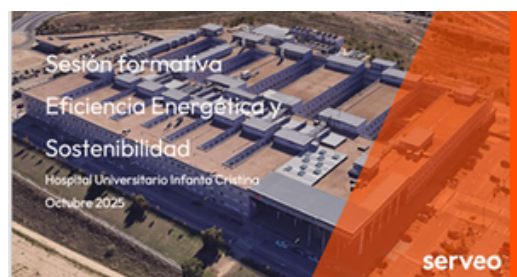 Sesión formativa
Eficiencia Energética y
Sostenibilidad
Hospital Universitario Infanta Cristina
Octubre 2025
serveo